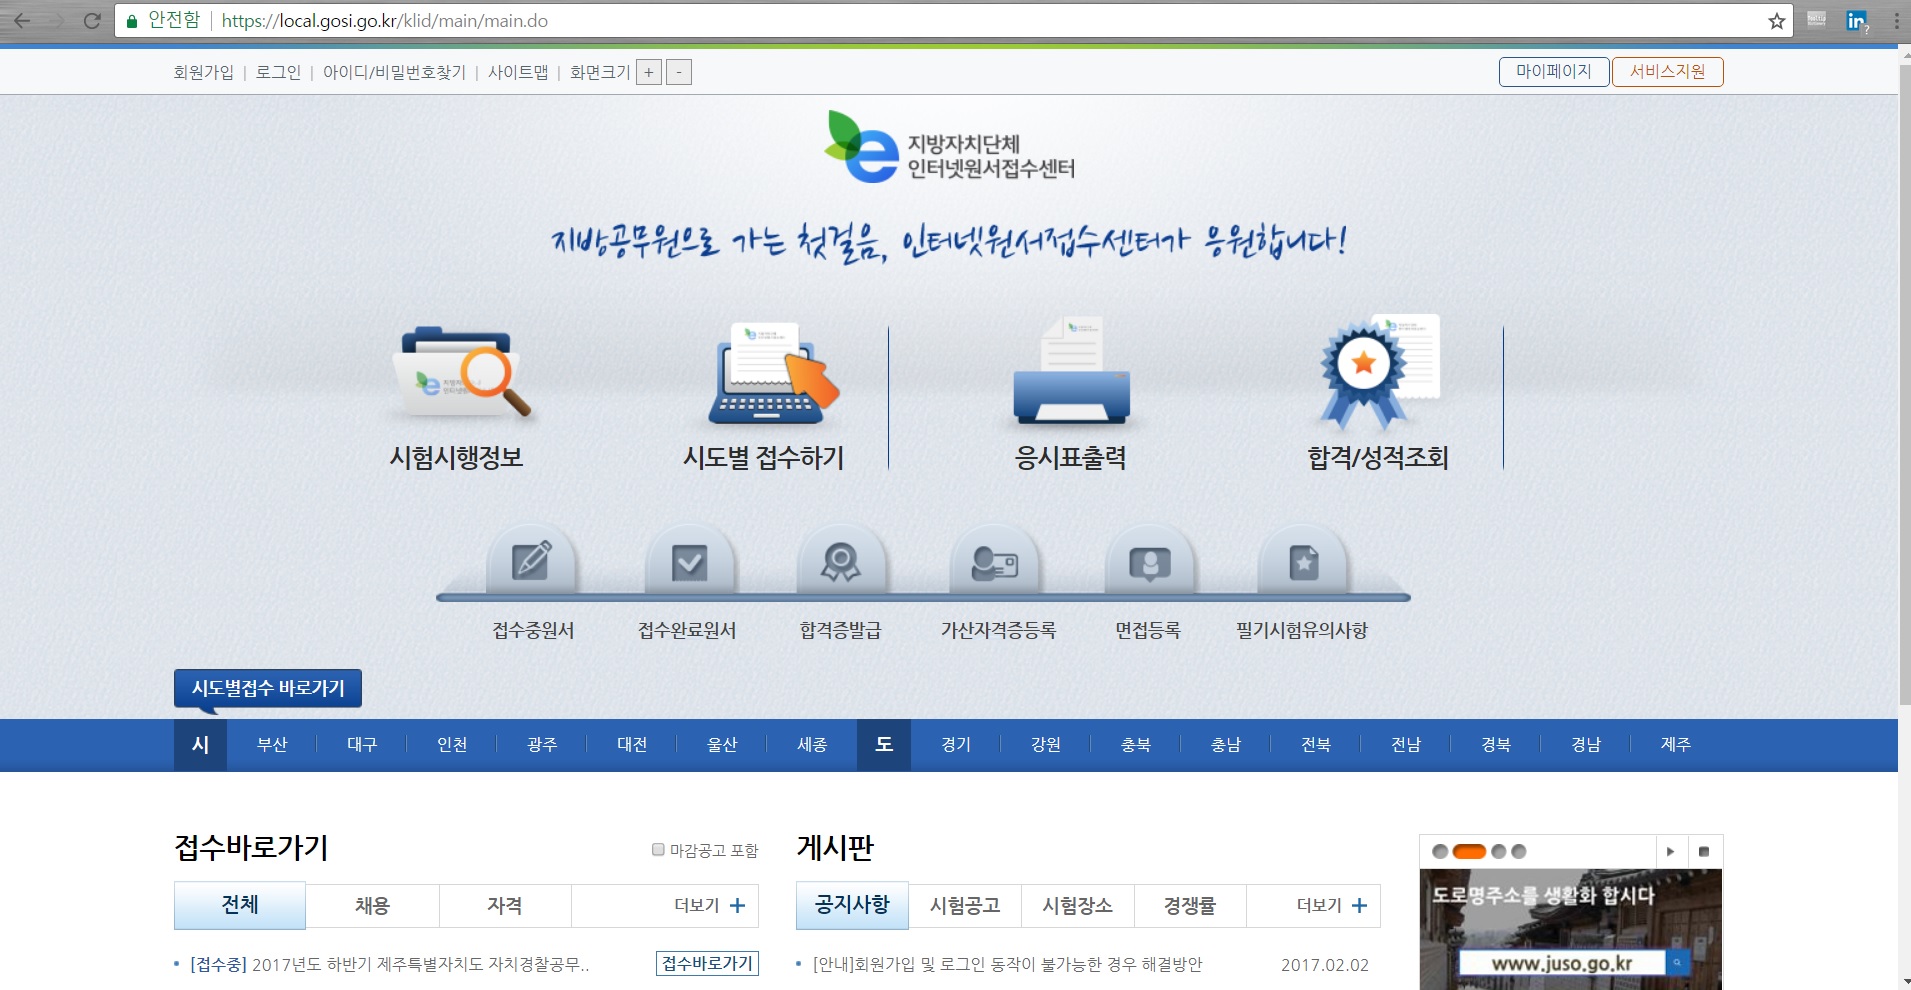 안전함 | https://local.gosi.go.kr/klid/main/main.do
회원가입 | 로그인 | 아이디/비밀번호찾기 | 사이트맵 | 화면크기 + -
마이페이지 서비스지원
e 지방자치단체
인터넷원서접수센터
지방공무원으로 가는 첫걸음, 인터넷원서접수센터가 응원합니다!
시험시행정보 시도별 접수하기 응시표출력 합격/성적조회
접수중원서 접수완료원서 합격증발급 가산자격증등록 면접등록 필기시험유의사항
시도별접수 바로가기
시 부산 대구 인천 광주 대전 울산 세종 도 경기 강원 충북 충남 전북 전남 경북 경남 제주
접수바로가기 마감공고 포함
전체 채용 자격 더보기 +
[접수중] 2017년도 하반기 제주특별자치도 자치경찰공무.. 접수바로가기
게시판
공지사항 시험공고 시험장소 경쟁률 더보기 +
[안내]회원가입 및 로그인 동작이 불가능한 경우 해결방안 2017.02.02
도로명주소를 생활화 합시다
www.juso.go.kr